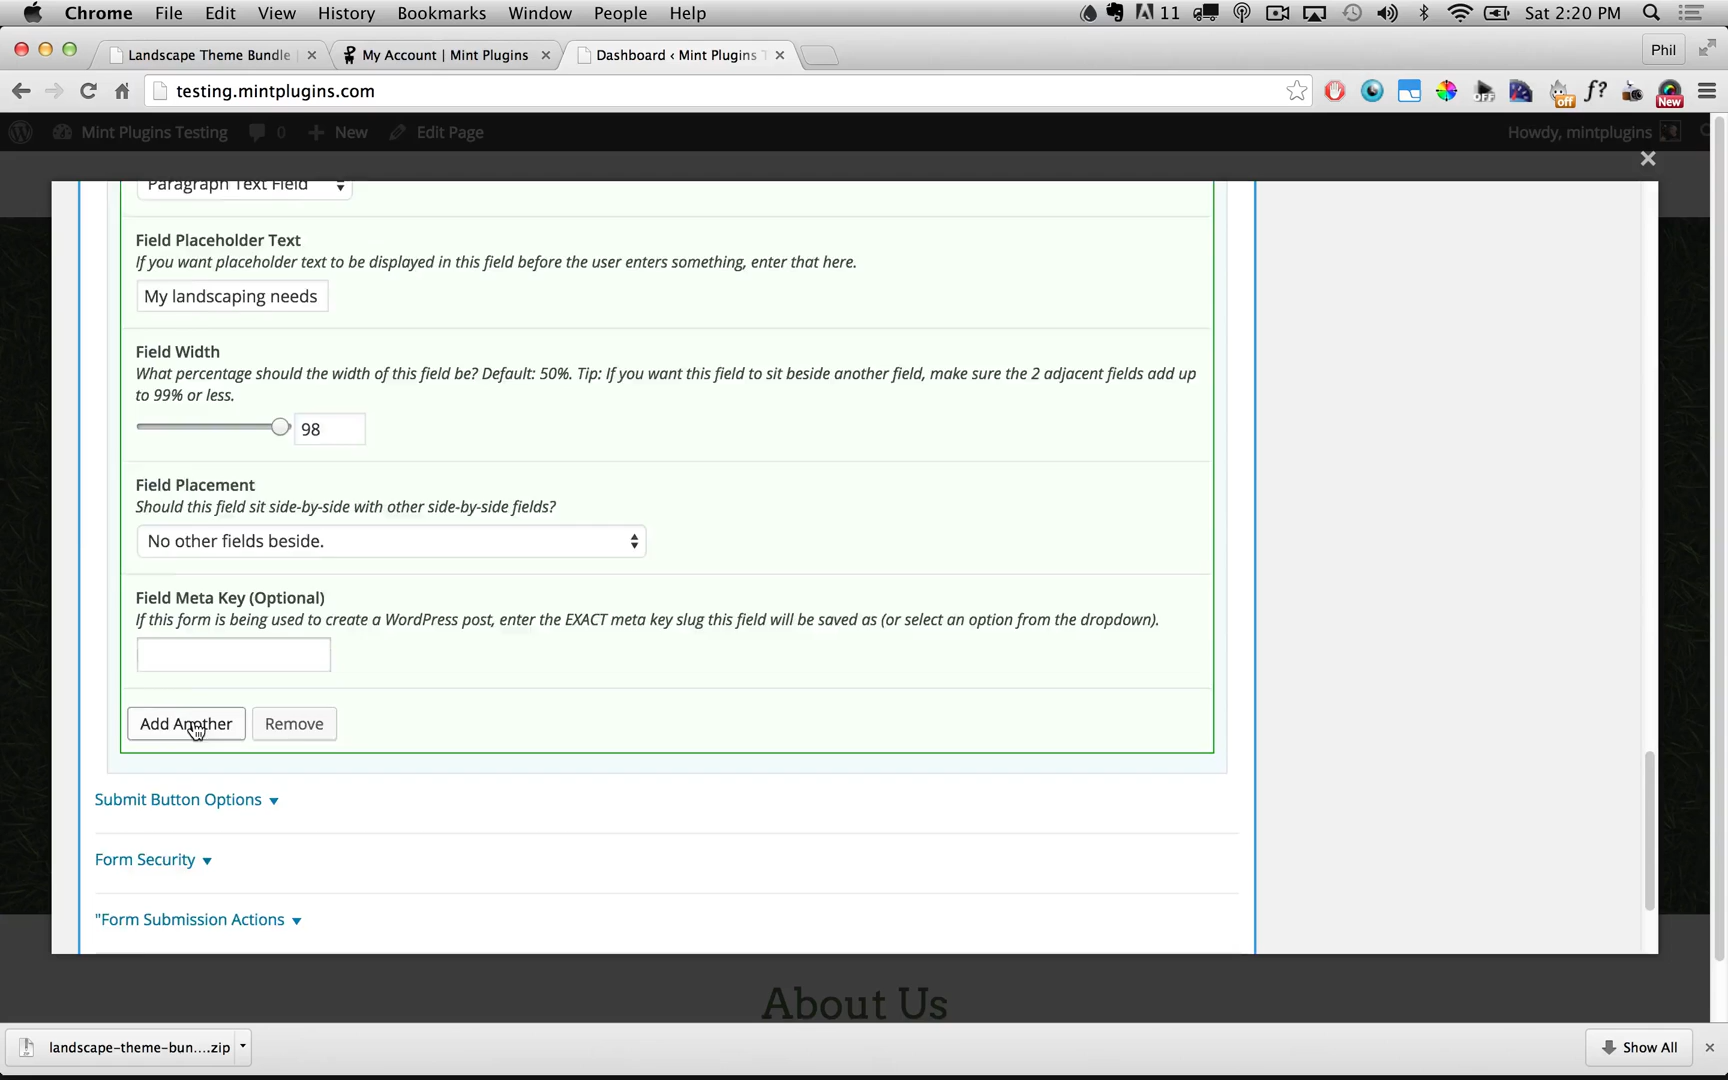 Chrome File Edit View History Bookmarks Window People Help 11 Sat 2:20 PM
Landscape Theme Bundle My Account | Mint Plugins Dashboard ‹ Mint Plugins T Phil
testing.mintplugins.com f? off OFF New
Mint Plugins Testing 0 New Edit Page Howdy, mintplugins
Paragraph Text Field
Field Placeholder Text
If you want placeholder text to be displayed in this field before the user enters something, enter that here.
My landscaping needs
Field Width
What percentage should the width of this field be? Default: 50%. Tip: If you want this field to sit beside another field, make sure the 2 adjacent fields add up
to 99% or less.
98
Field Placement
Should this field sit side-by-side with other side-by-side fields?
No other fields beside.
Field Meta Key (Optional)
If this form is being used to create a WordPress post, enter the EXACT meta key slug this field will be saved as (or select an option from the dropdown).
Add Another Remove
Submit Button Options
Form Security
"Form Submission Actions
About Us
landscape-theme-bun....zip Show All